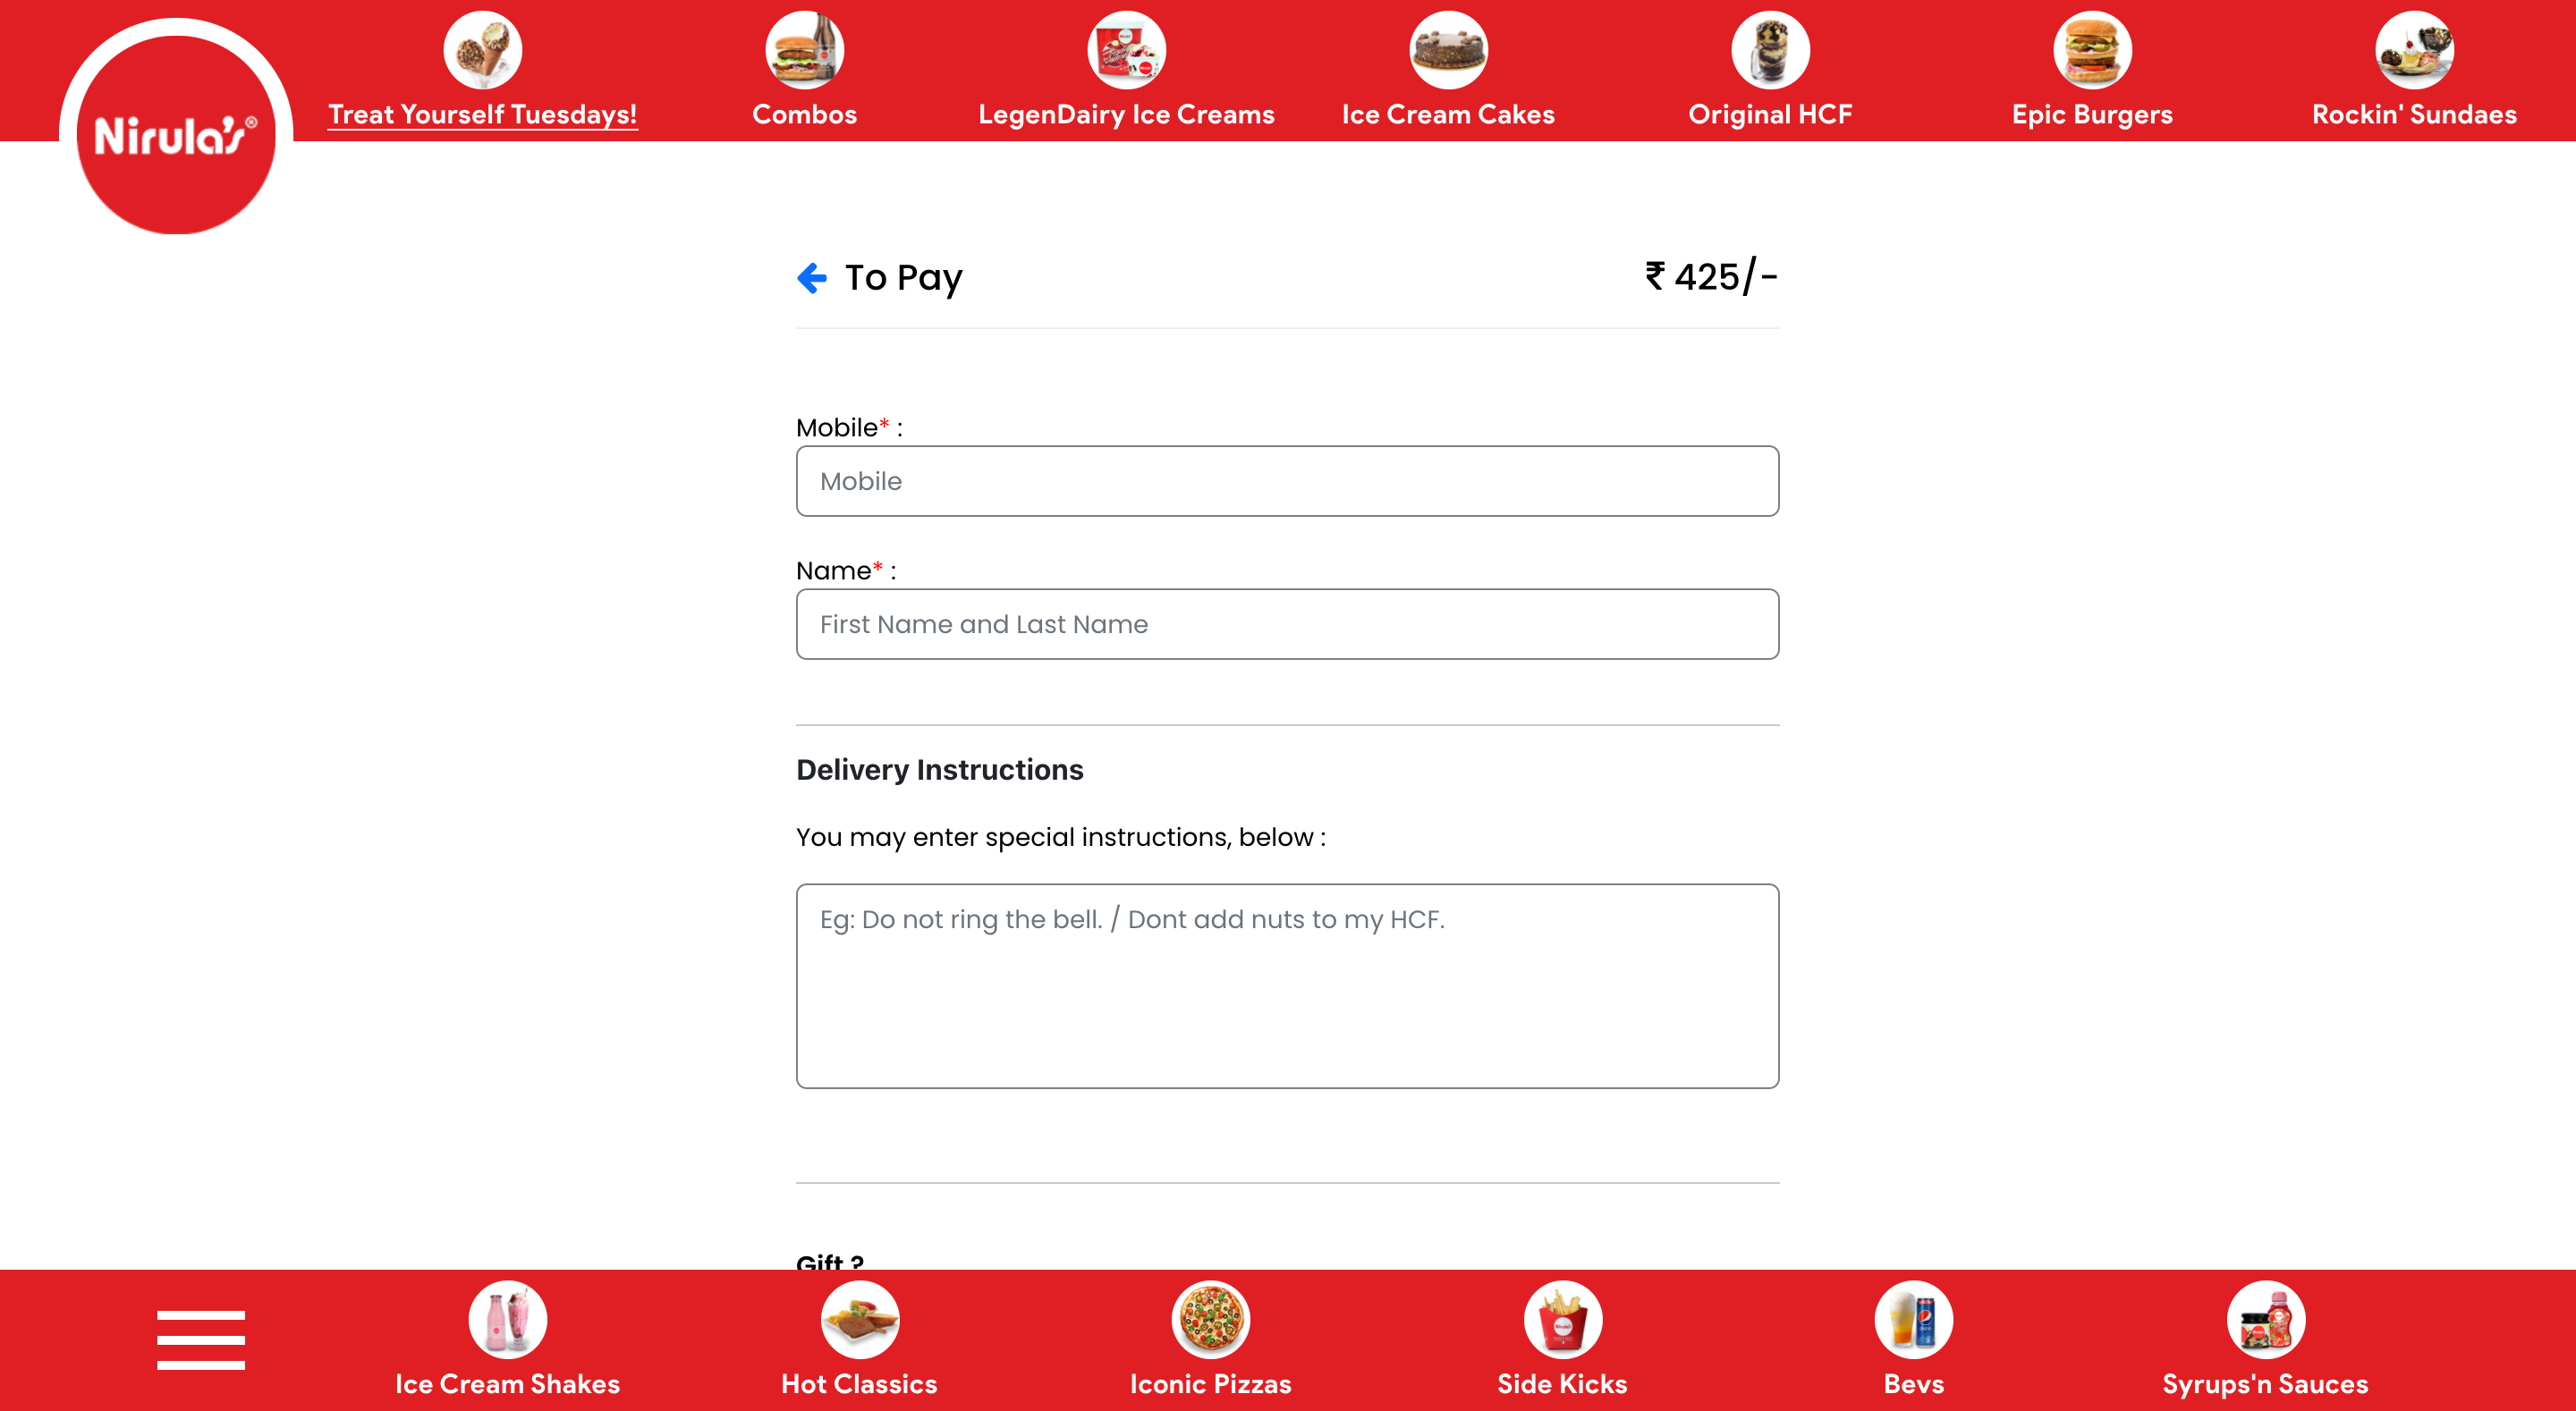 Nirula's®
Treat Yourself Tuesdays!
Combos
LegenDairy Ice Creams
Ice Cream Cakes
Original HCF
Epic Burgers
Rockin' Sundaes
To Pay ₹ 425/-
Mobile* :
Mobile
Name* :
First Name and Last Name
Delivery Instructions
You may enter special instructions, below :
Eg: Do not ring the bell. / Dont add nuts to my HCF.
Gift ?
Ice Cream Shakes
Hot Classics
Iconic Pizzas
Side Kicks
Bevs
Syrups'n Sauces